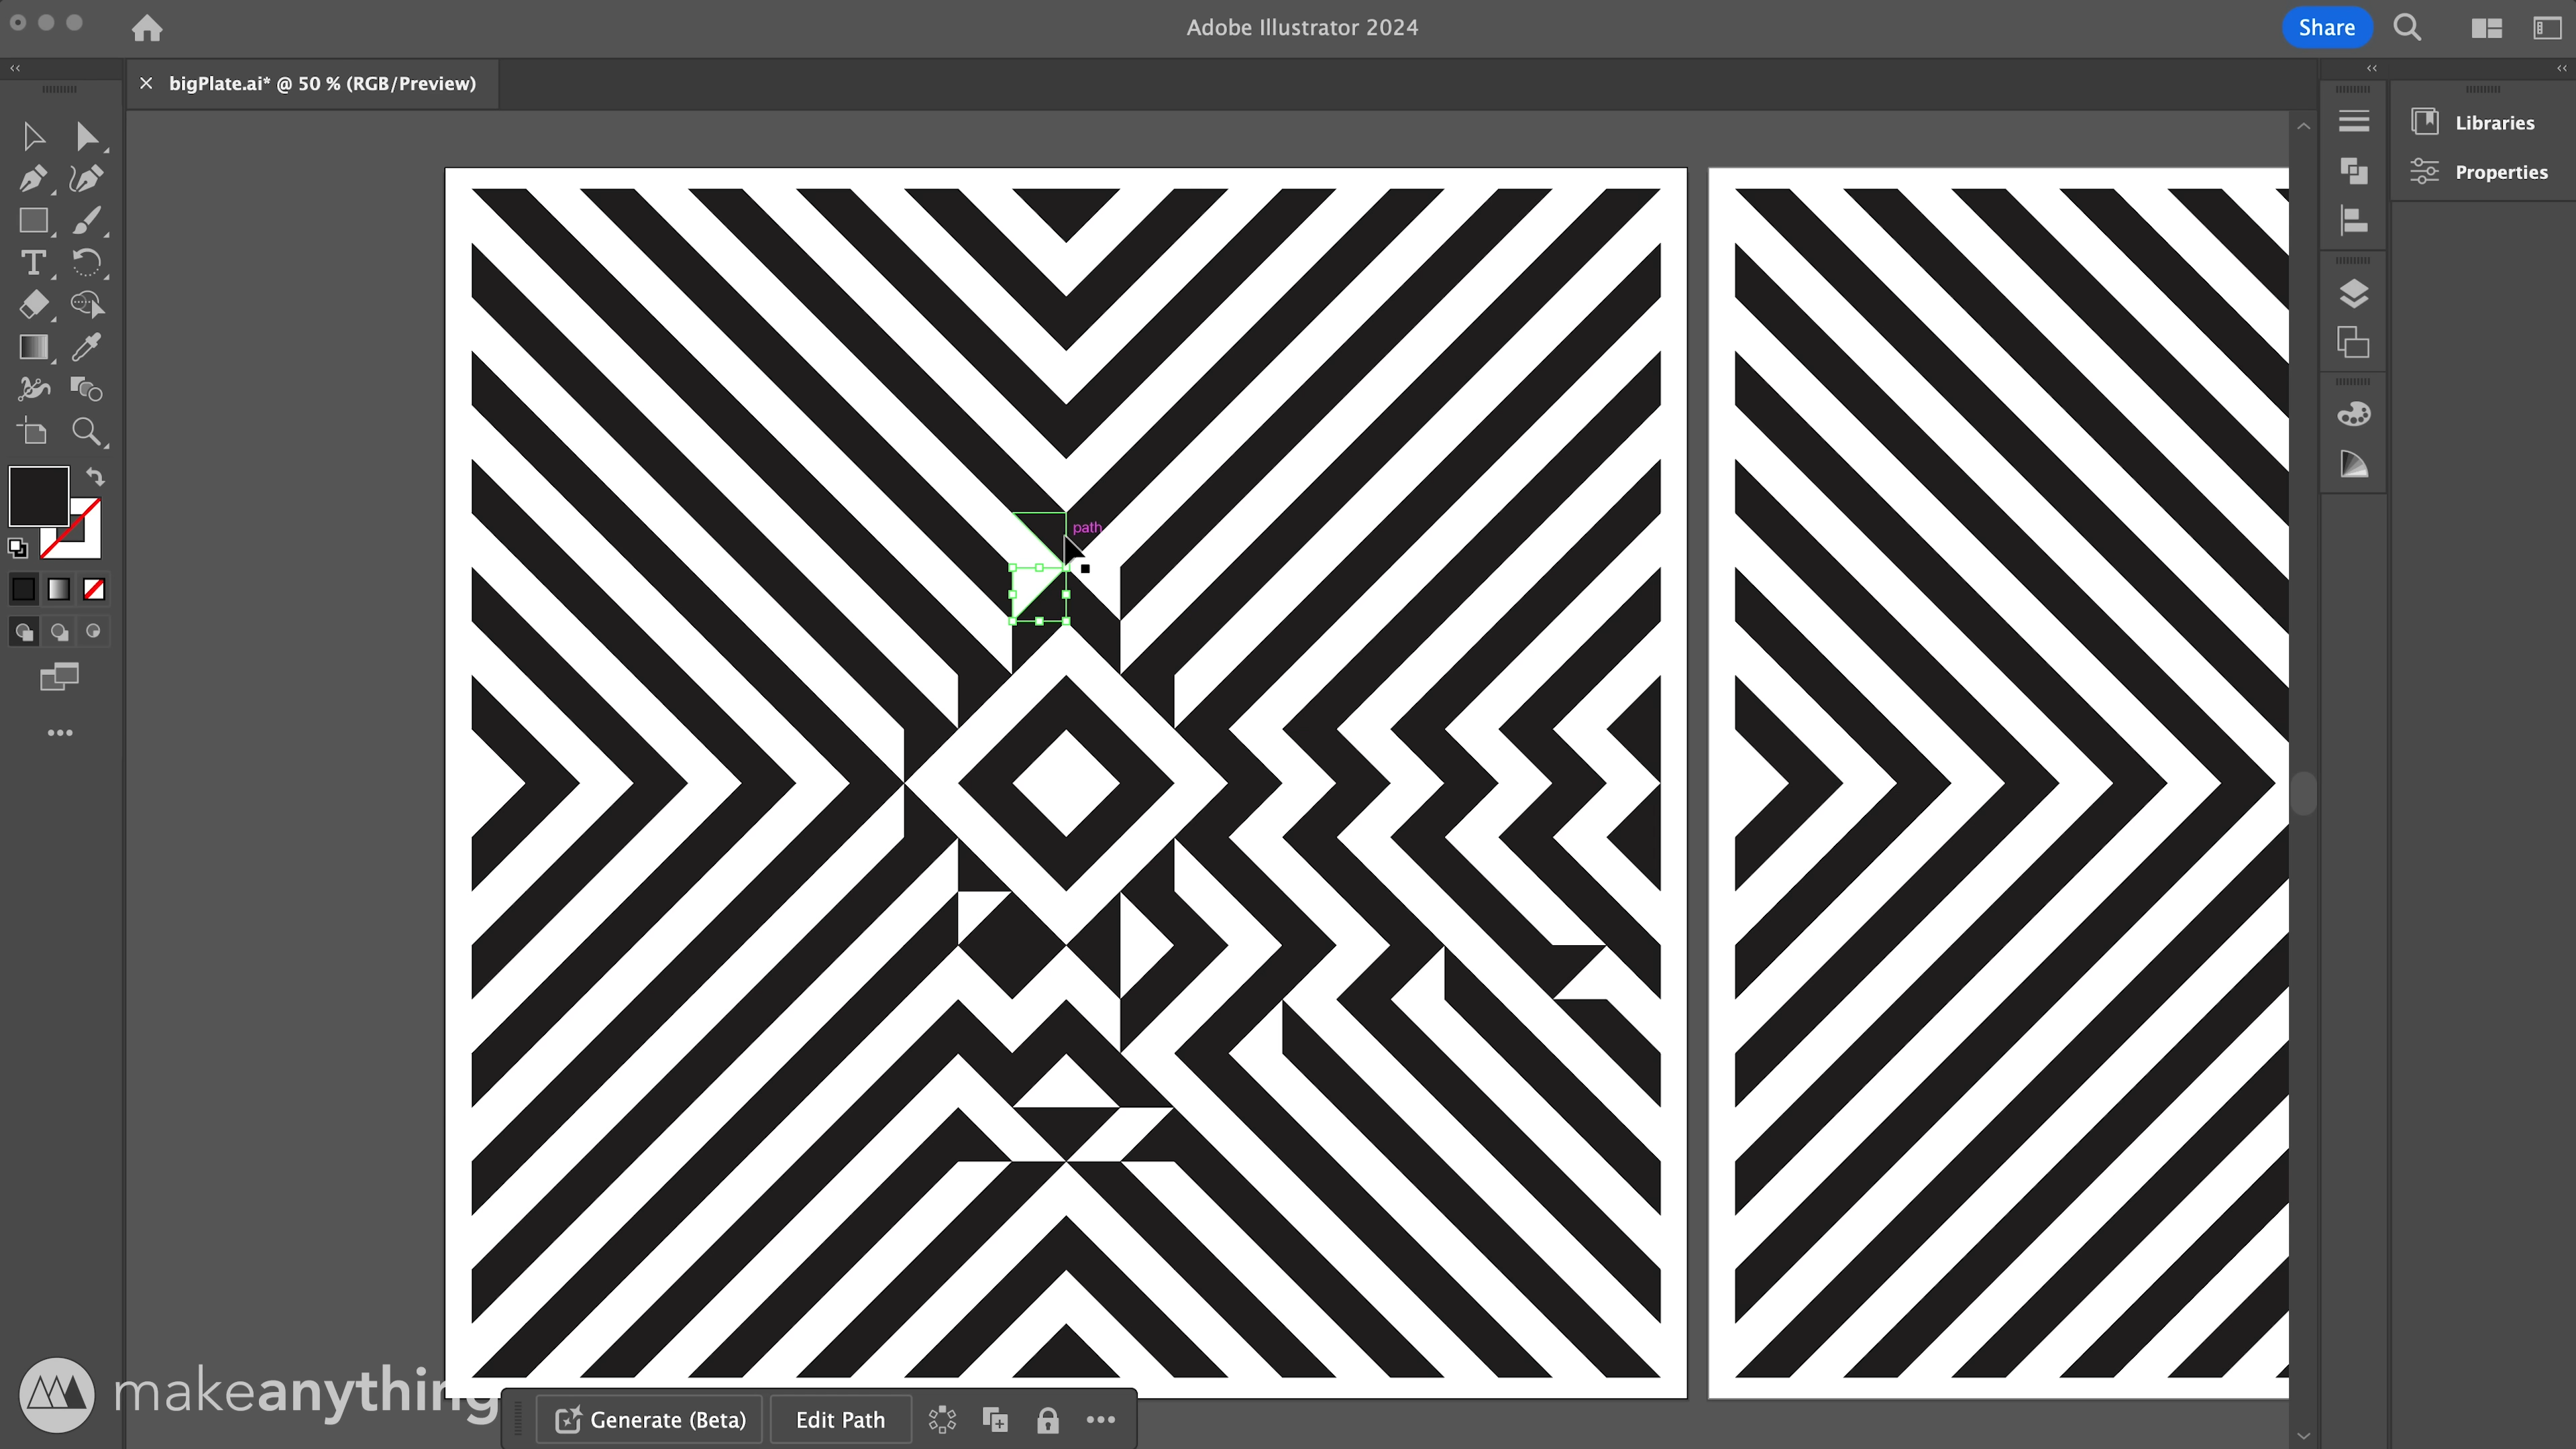 Adobe Illustrator 2024
Share
bigPlate.ai* @ 50 % (RGB/Preview)
Libraries
Properties
path
makeanything
Generate (Beta)
Edit Path